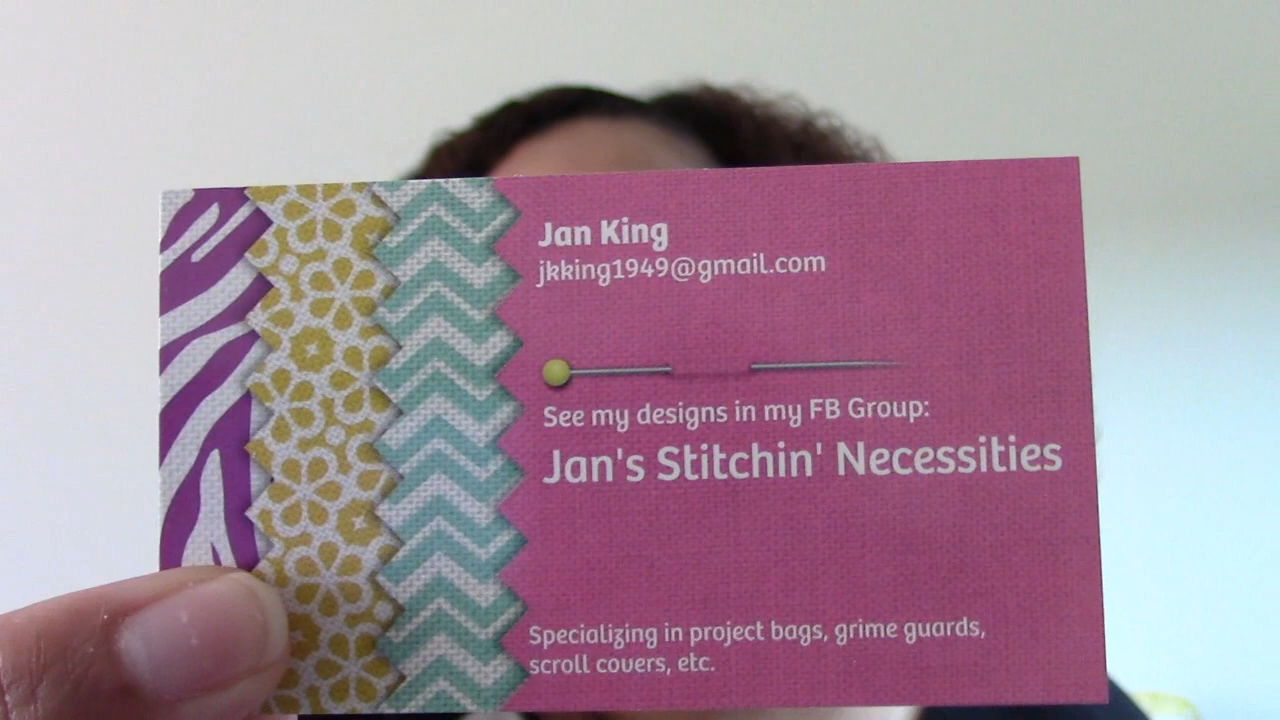 Jan King
jkking1949@gmail.com
See my designs in my FB Group:
Jan's Stitchin' Necessities
Specializing in project bags, grime guards,
scroll covers, etc.